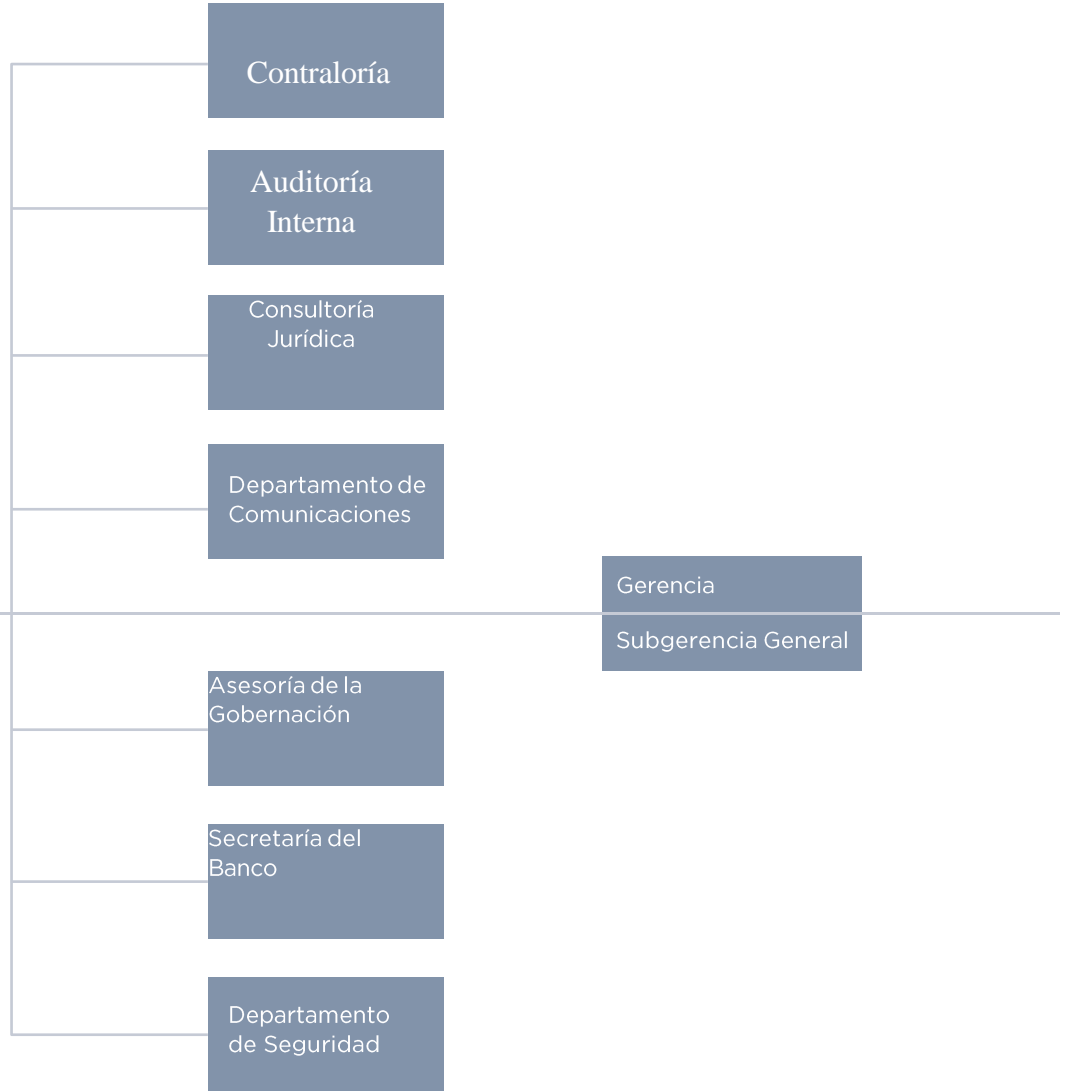 Contraloría
Auditoría
Interna
Consultoría
Jurídica
Departamento de
Comunicaciones
Gerencia
Subgerencia General
Asesoría de la
Gobernación
Secretaría del
Banco
Departamento
de Seguridad